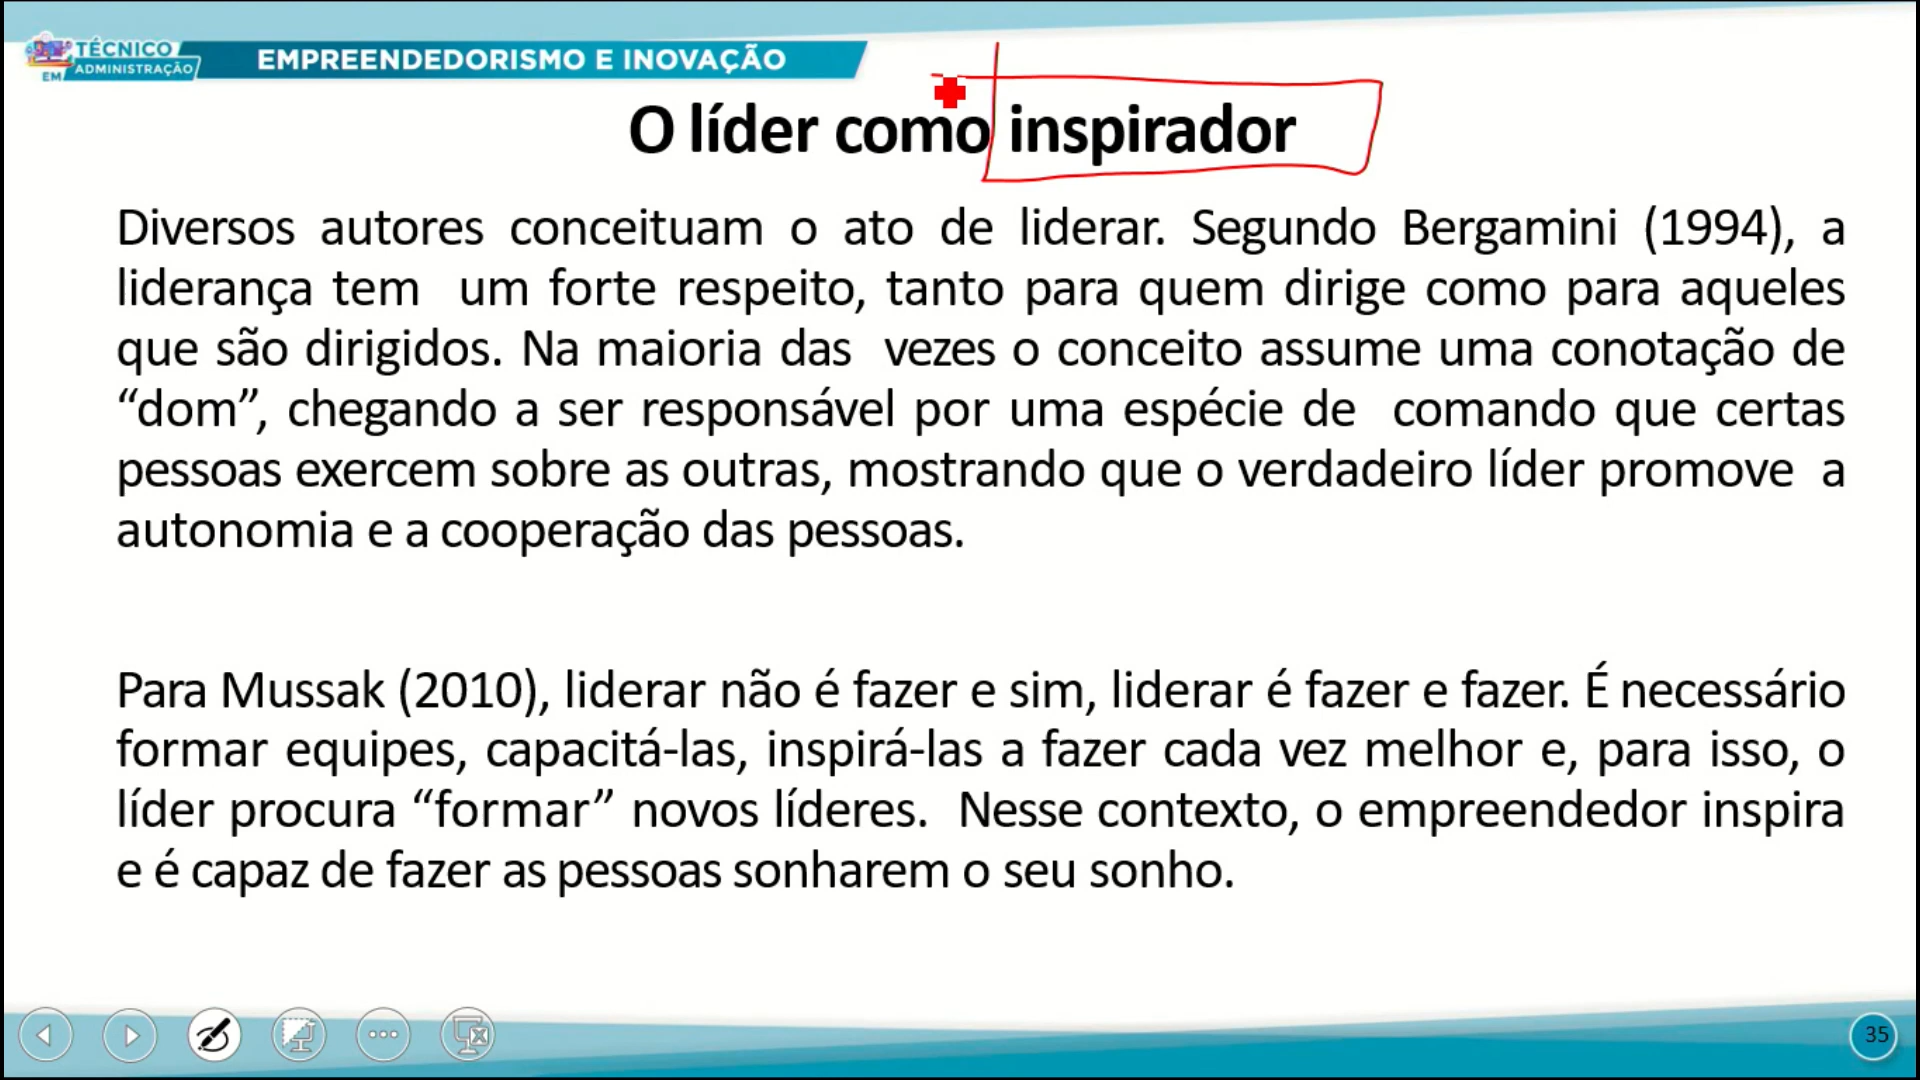 TÉCNICO
EM ADMINISTRAÇÃO
EMPREENDEDORISMO E INOVAÇÃO
O líder como inspirador
Diversos autores conceituam o ato de liderar. Segundo Bergamini (1994), a
liderança tem um forte respeito, tanto para quem dirige como para aqueles
que são dirigidos. Na maioria das vezes o conceito assume uma conotação de
“dom”, chegando a ser responsável por uma espécie de comando que certas
pessoas exercem sobre as outras, mostrando que o verdadeiro líder promove a
autonomia e a cooperação das pessoas.
Para Mussak (2010), liderar não é fazer e sim, liderar é fazer e fazer. É necessário
formar equipes, capacitá-las, inspirá-las a fazer cada vez melhor e, para isso, o
líder procura “formar” novos líderes. Nesse contexto, o empreendedor inspira
e é capaz de fazer as pessoas sonharem o seu sonho.
35